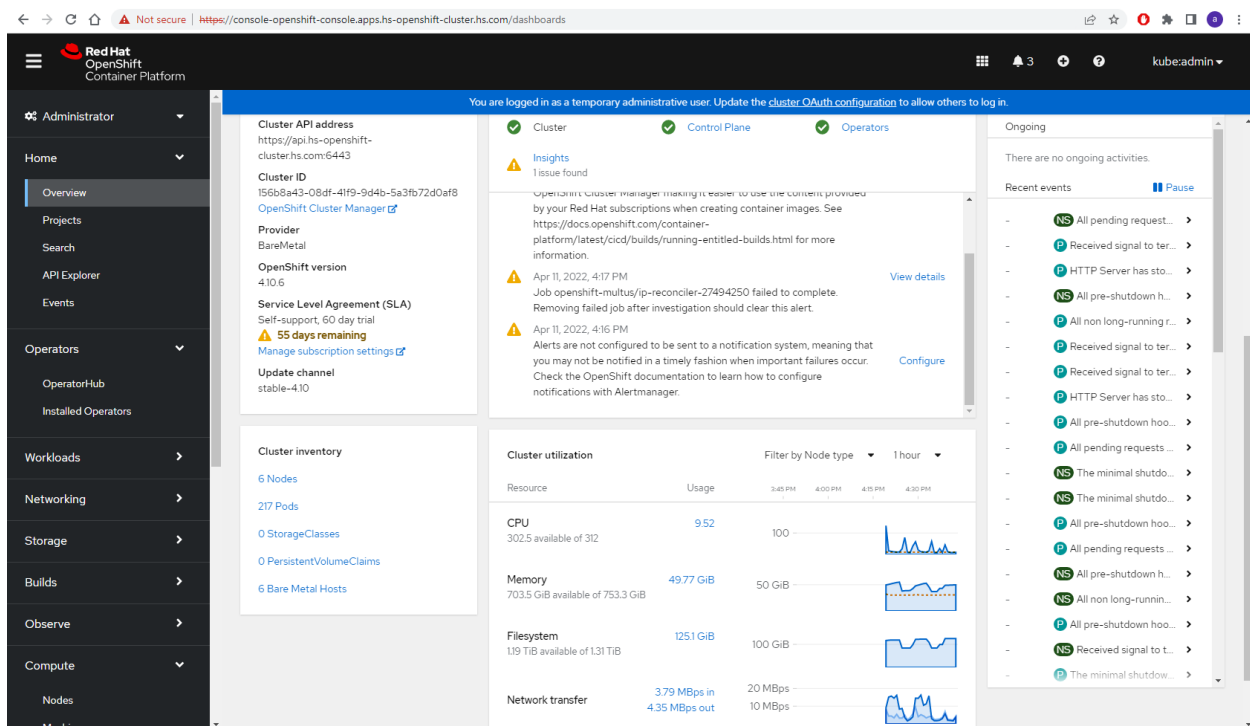 Not secure | https://console-openshift-console.apps.hs-openshift-cluster.hs.com/dashboards
a
Red Hat
OpenShift
Container Platform
3
kube:admin
You are logged in as a temporary administrative user. Update the cluster OAuth configuration to allow others to log in.
Administrator
Home
Overview
Projects
Search
API Explorer
Events
Operators
OperatorHub
Installed Operators
Workloads
Networking
Storage
Builds
Observe
Compute
Nodes
Cluster API address
https://api.hs-openshift-
cluster.hs.com:6443
Cluster ID
156b8a43-08df-41f9-9d4b-5a3fb72d0af8
OpenShift Cluster Manager
Provider
BareMetal
OpenShift version
4.10.6
Service Level Agreement (SLA)
Self-support, 60 day trial
55 days remaining
Manage subscription settings
Update channel
stable-4.10
Cluster inventory
6 Nodes
217 Pods
0 StorageClasses
0 PersistentVolumeClaims
6 Bare Metal Hosts
Cluster Control Plane Operators
Insights
1 issue found
OpenShift Cluster Manager making it easier to use the content provided
by your Red Hat subscriptions when creating container images. See
https://docs.openshift.com/container-
platform/latest/cicd/builds/running-entitled-builds.html for more
information.
Apr 11, 2022, 4:17 PM View details
Job openshift-multus/ip-reconciler-27494250 failed to complete.
Removing failed job after investigation should clear this alert.
Apr 11, 2022, 4:16 PM
Alerts are not configured to be sent to a notification system, meaning that
you may not be notified in a timely fashion when important failures occur. Configure
Check the OpenShift documentation to learn how to configure
notifications with Alertmanager.
Cluster utilization Filter by Node type 1 hour
Resource Usage 3:45 PM 4:00 PM 4:15 PM 4:30 PM
CPU 9.52
302.5 available of 312 100
Memory 49.77 GiB
703.5 GiB available of 753.3 GiB 50 GiB
Filesystem 125.1 GiB
1.19 TiB available of 1.31 TiB 100 GiB
Network transfer 3.79 MBps in 20 MBps
4.35 MBps out 10 MBps
Ongoing
There are no ongoing activities.
Recent events Pause
- NS All pending request...
- P Received signal to ter...
- P HTTP Server has sto...
- NS All pre-shutdown h...
- P All non long-running r...
- P Received signal to ter...
- P Received signal to ter...
- P HTTP Server has sto...
- P All pre-shutdown hoo...
- P All pending requests ...
- NS The minimal shutdo...
- NS The minimal shutdo...
- P All pre-shutdown hoo...
- P All pending requests ...
- NS All pre-shutdown h...
- NS All non long-runnin...
- P All pre-shutdown hoo...
- NS Received signal to t...
- P The minimal shutdow...